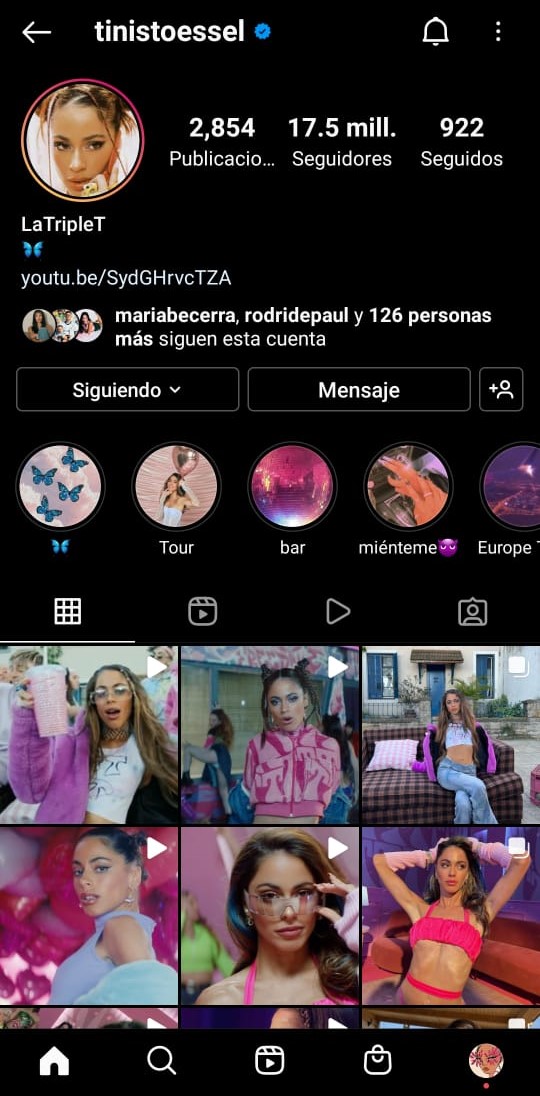 tinistoessel
2,854 17.5 mill. 922
Publicacio... Seguidores Seguidos
LaTripleT
🦋
youtu.be/SydGHrvcTZA
mariabecerra, rodridepaul y 126 personas
más siguen esta cuenta
Siguiendo Mensaje
🦋 Tour bar miénteme😈 Europe T